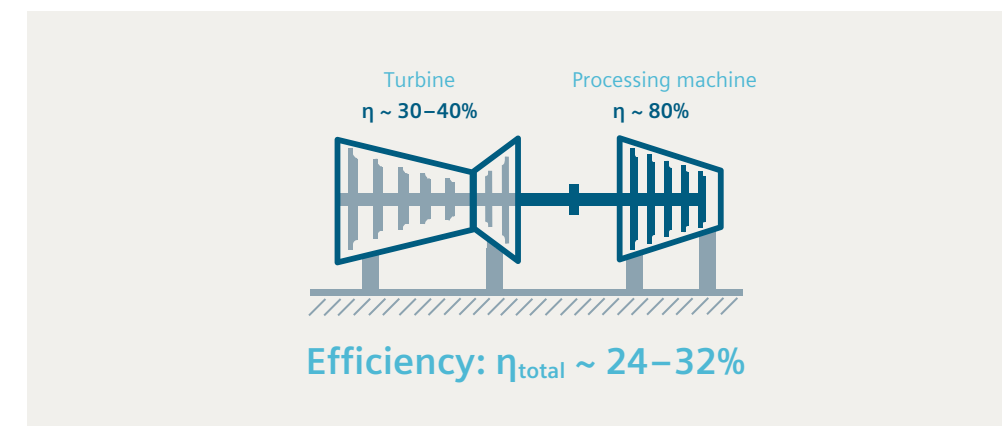 Turbine
η ~ 30–40%
Processing machine
η ~ 80%
Efficiency: ηtotal ~ 24–32%